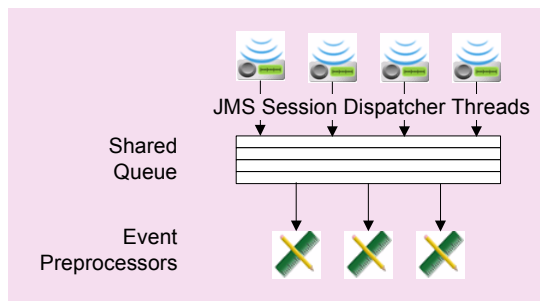 JMS Session Dispatcher Threads
Shared
Queue
Event
Preprocessors